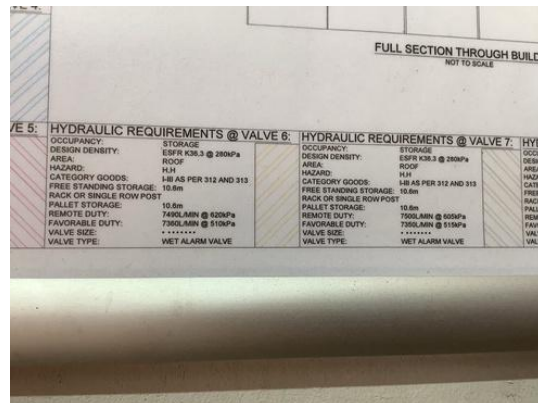 FULL SECTION THROUGH BUILD
NOT TO SCALE
VE 5:
HYDRAULIC REQUIREMENTS @ VALVE 6:
OCCUPANCY: STORAGE
DESIGN DENSITY: ESFR K36.3 @ 280kPa
AREA: ROOF
HAZARD: H.H
CATEGORY GOODS: I-III AS PER 312 AND 313
FREE STANDING STORAGE: 10.6m
RACK OR SINGLE ROW POST
PALLET STORAGE: 10.6m
REMOTE DUTY: 7490L/MIN @ 620kPa
FAVORABLE DUTY: 7360L/MIN @ 510kPa
VALVE SIZE: - - - - - - - -
VALVE TYPE: WET ALARM VALVE
HYDRAULIC REQUIREMENTS @ VALVE 7:
OCCUPANCY: STORAGE
DESIGN DENSITY: ESFR K36.3 @ 280kPa
AREA: ROOF
HAZARD: H.H
CATEGORY GOODS: I-III AS PER 312 AND 313
FREE STANDING STORAGE: 10.6m
RACK OR SINGLE ROW POST
PALLET STORAGE: 10.6m
REMOTE DUTY: 7500L/MIN @ 605kPa
FAVORABLE DUTY: 7350L/MIN @ 515kPa
VALVE SIZE: - - - - - - - -
VALVE TYPE: WET ALARM VALVE
HYD